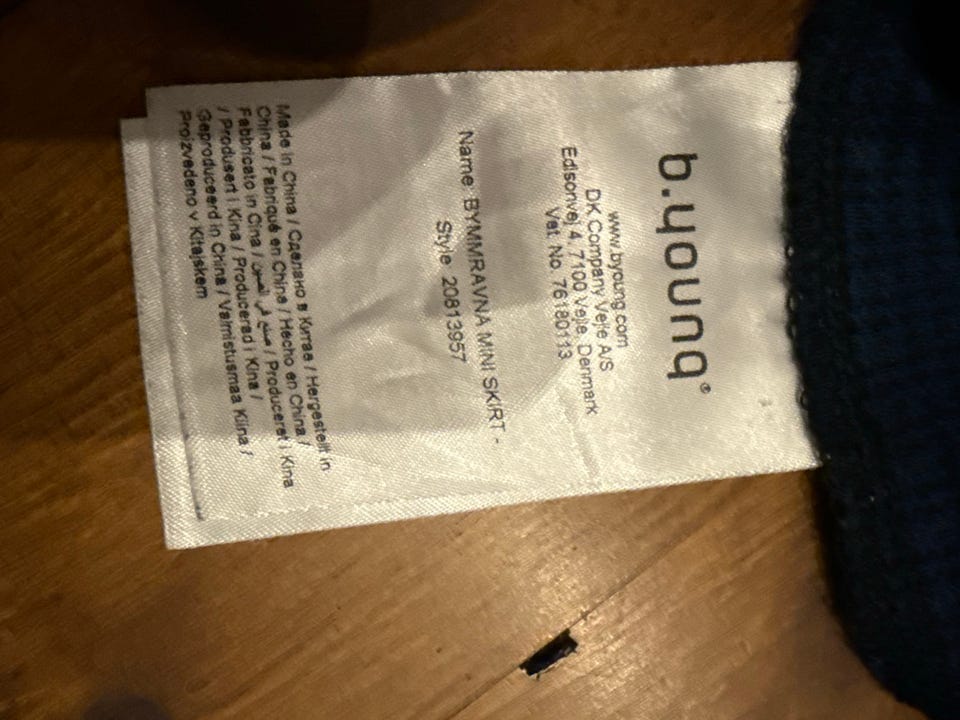 b.young®
www.byoung.com
DK Company Vejle A/S
Edisonvej 4, 7100 Vejle, Denmark
Vat. No. 76180113
Name: BYMMRAVNA MINI SKIRT -
Style: 20813957
Made in China / Сделано в Китае / Hergestellt in
China / Fabriqué en Chine / Hecho en China /
Fabbricato in Cina / صنع في الصين / Produceret i Kina
/ Produsert i Kina / Producerad i Kina /
Geproduceerd in China / Valmistusmaa Kiina /
Proizvedeno v Kitajskem